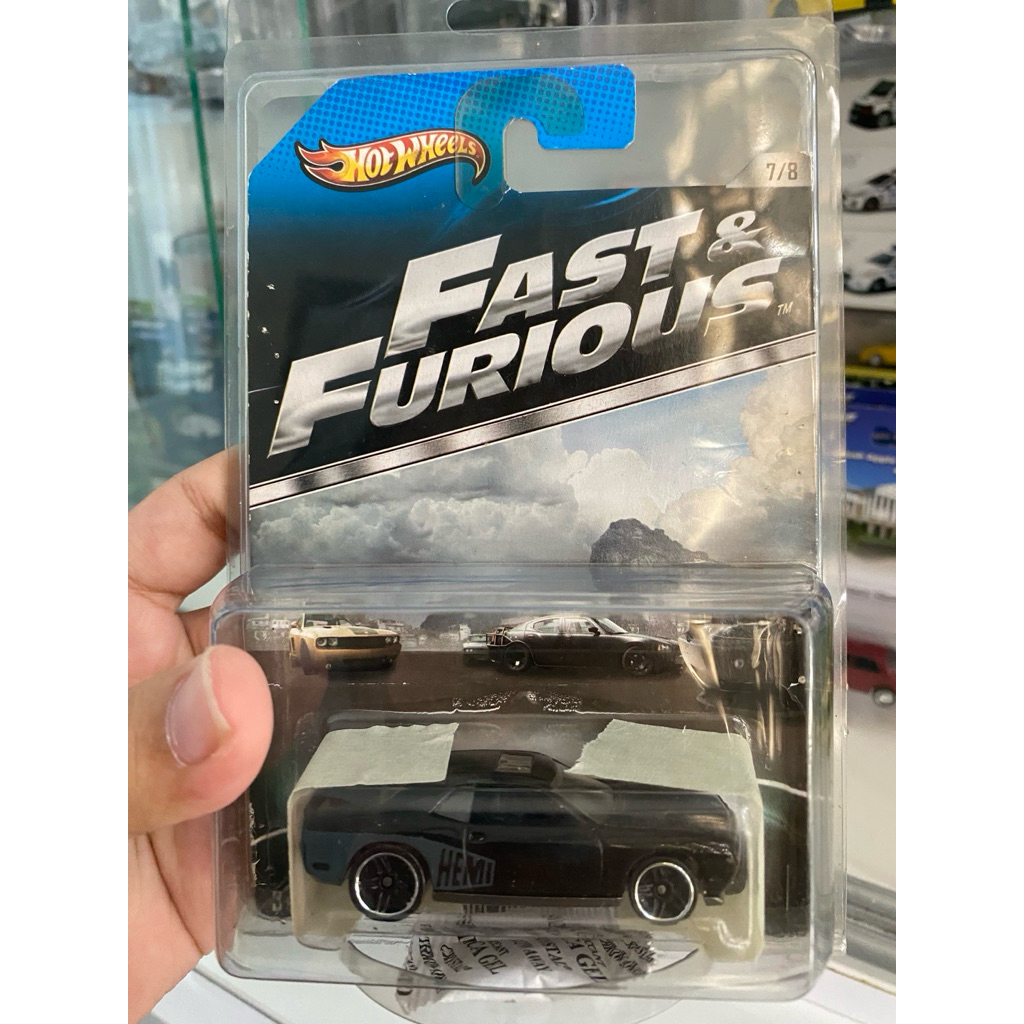 HOT WHEELS
7/8
FAST &
FURIOUS™
HEMI